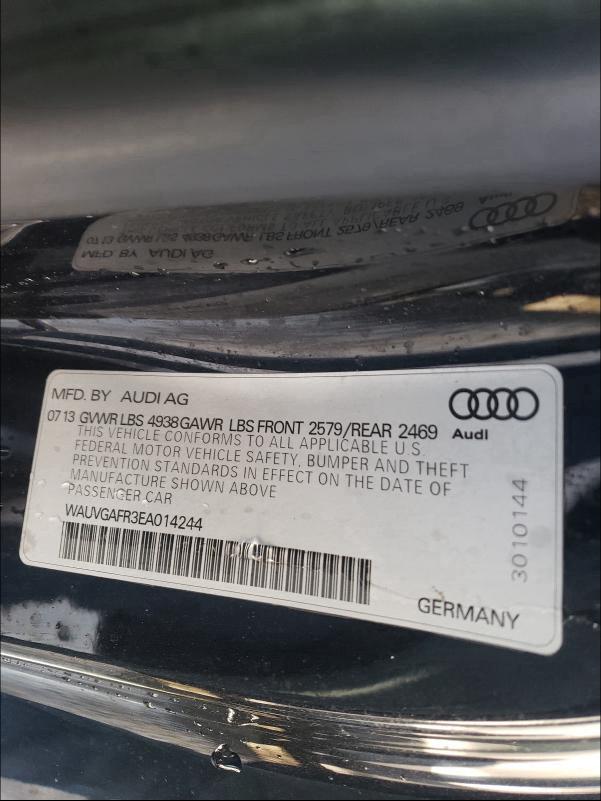 MFD. BY AUDI AG
07 13 GVWR LBS 4938 GAWR LBS FRONT 2579/REAR 2469
Audi
THIS VEHICLE CONFORMS TO ALL APPLICABLE U.S.
FEDERAL MOTOR VEHICLE SAFETY, BUMPER AND THEFT
PREVENTION STANDARDS IN EFFECT ON THE DATE OF
MANUFACTURE SHOWN ABOVE
PASSENGER CAR
WAUVGAFR3EA014244
GERMANY
3010144